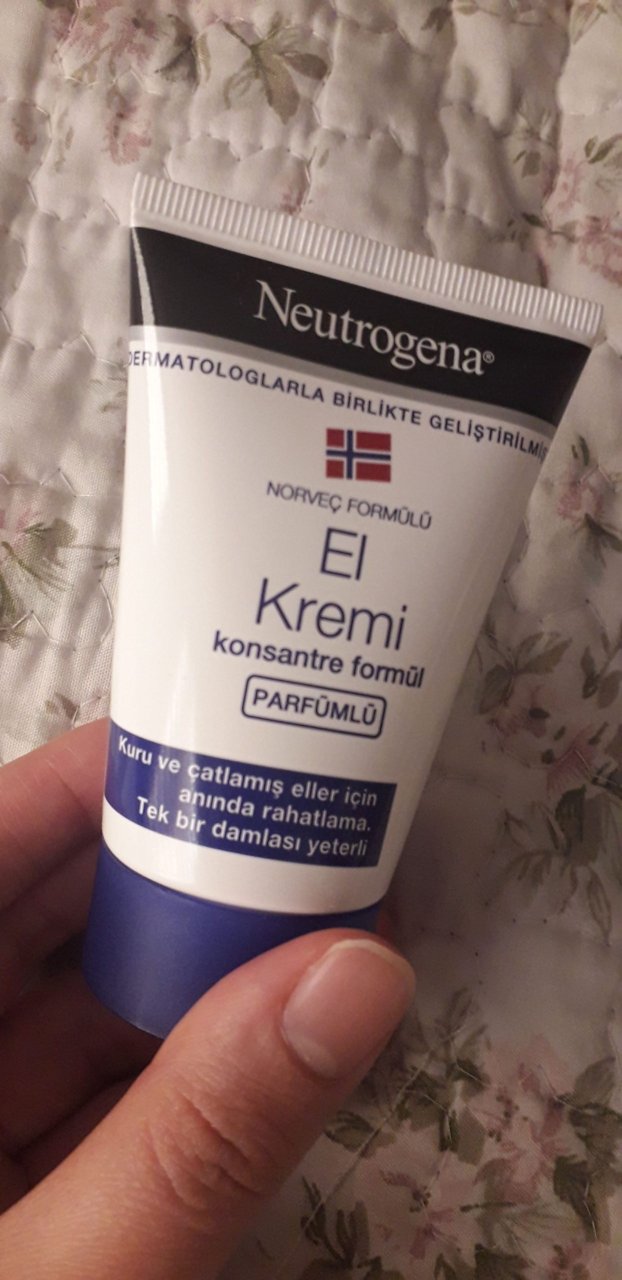 Neutrogena®
DERMATOLOGLARLA BİRLİKTE GELİŞTİRİLMİŞ
NORVEÇ FORMÜLÜ
El
Kremi
konsantre formül
PARFÜMLÜ
Kuru ve çatlamış eller için
anında rahatlama.
Tek bir damlası yeterli